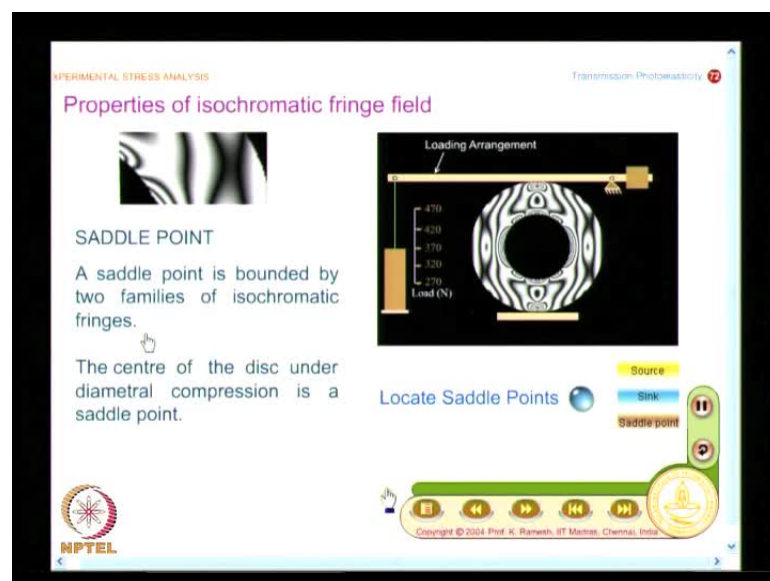 XPERIMENTAL STRESS ANALYSIS
Transmission Photoelasticity 72
Properties of isochromatic fringe field
Loading Arrangement
470
420
370
320
270
Load (N)
SADDLE POINT
A saddle point is bounded by
two families of isochromatic
fringes.
The centre of the disc under
diametral compression is a
saddle point.
Locate Saddle Points
Source
Sink
Saddle point
Copyright © 2004 Prof. K. Ramesh, IIT Madras, Chennai, India
NPTEL